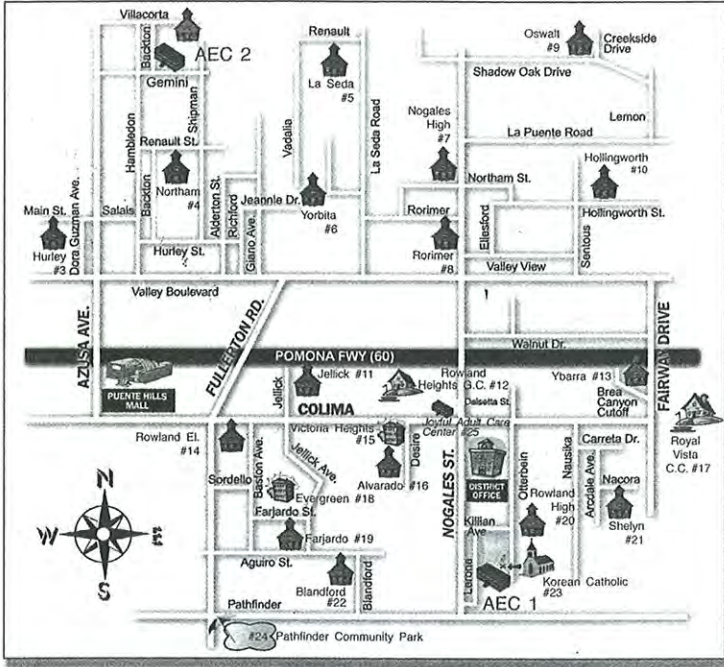 Villacorta
Backton
AEC 2
Gemini
Shipman
Hambledon
Renault St.
Northam
#4
Backton
Main St.
Salais
Hurley
#3
Dora Guzman Ave.
Hurley St.
Alderton St.
Richford
Giano Ave.
Jeannie Dr.
Renault
La Seda
#5
Vadalia
La Seda Road
Yorbita
#6
Oswalt
#9
Creekside
Drive
Shadow Oak Drive
Lemon
Nogales
High
#7
La Puente Road
Hollingworth
#10
Northam St.
Rorimer
Hollingworth St.
Ellesford
Sentous
Rorimer
#8
Valley View
Valley Boulevard
AZUSA AVE.
FULLERTON RD.
Walnut Dr.
FAIRWAY DRIVE
POMONA FWY (60)
PUENTE HILLS
MALL
Jellick
Jellick #11
Rowland
Heights G.C. #12
Ybarra #13
Brea
Canyon
Cutoff
COLIMA
Delsetta St.
Joyful Adult Care
Center #25
Rowland El.
#14
Victoria Heights
#15
Desire
Alvarado #16
Carreta Dr.
Royal
Vista
C.C. #17
Sordello
Baston Ave.
Jellick Ave.
Evergreen #18
NOGALES ST.
DISTRICT
OFFICE
Otterbein
Nausika
Arcdale Ave.
Nacora
Shelyn
#21
Farjardo St.
Farjardo #19
Killian
Ave
Rowland
High
#20
Aguiro St.
Blandford
#22
Blandford
Larona
AEC 1
Korean Catholic
#23
Pathfinder
#24 Pathfinder Community Park
N
W
S